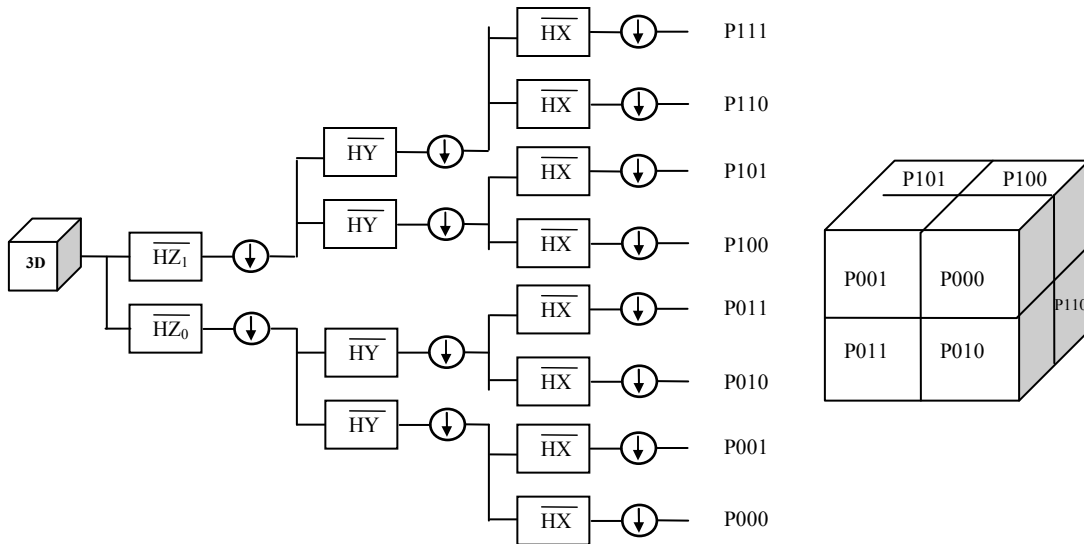 HX P111
HX P110
HY
HX P101
HY
HX P100
3D HZ₁
HZ₀
HX P011
HY
HX P010
HY
HX P001
HX P000
P101 P100
P001 P000
P110
P011 P010